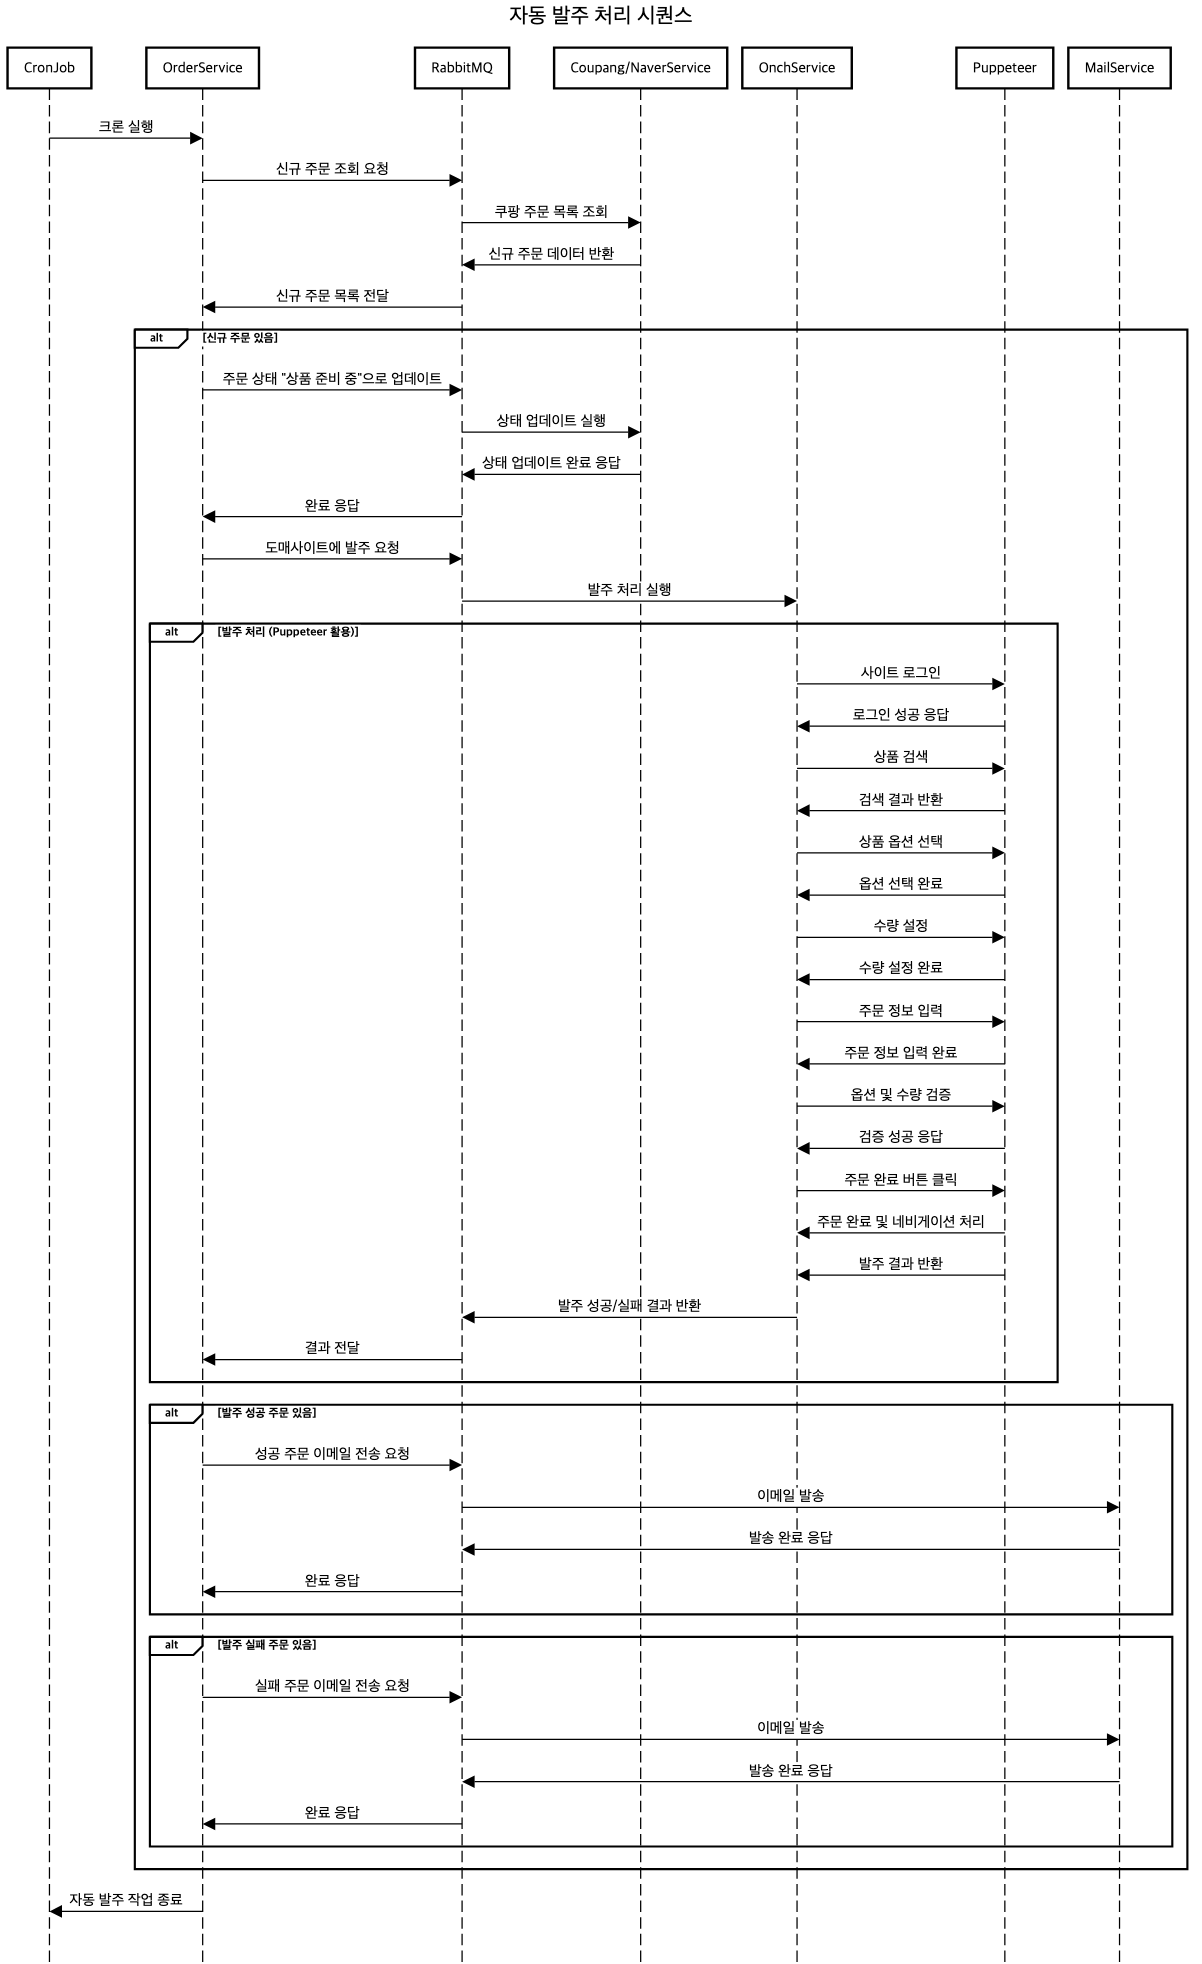 자동 발주 처리 시퀀스
CronJob
OrderService
RabbitMQ
Coupang/NaverService
OnchService
Puppeteer
MailService
크론 실행
신규 주문 조회 요청
쿠팡 주문 목록 조회
신규 주문 데이터 반환
신규 주문 목록 전달
alt
[신규 주문 있음]
주문 상태 "상품 준비 중"으로 업데이트
상태 업데이트 실행
상태 업데이트 완료 응답
완료 응답
도매사이트에 발주 요청
발주 처리 실행
alt
[발주 처리 (Puppeteer 활용)]
사이트 로그인
로그인 성공 응답
상품 검색
검색 결과 반환
상품 옵션 선택
옵션 선택 완료
수량 설정
수량 설정 완료
주문 정보 입력
주문 정보 입력 완료
옵션 및 수량 검증
검증 성공 응답
주문 완료 버튼 클릭
주문 완료 및 네비게이션 처리
발주 결과 반환
발주 성공/실패 결과 반환
결과 전달
alt
[발주 성공 주문 있음]
성공 주문 이메일 전송 요청
이메일 발송
발송 완료 응답
완료 응답
alt
[발주 실패 주문 있음]
실패 주문 이메일 전송 요청
이메일 발송
발송 완료 응답
완료 응답
자동 발주 작업 종료